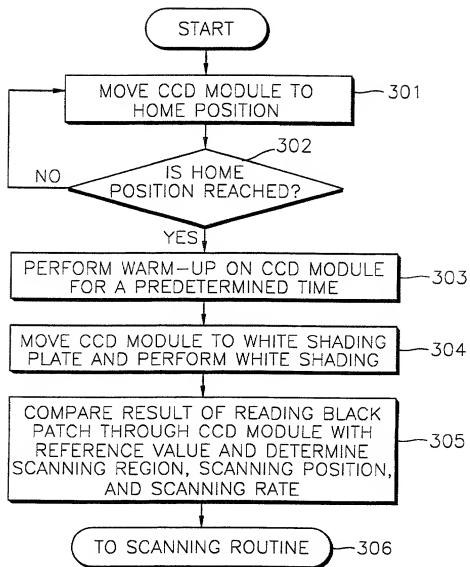 START
MOVE CCD MODULE TO
HOME POSITION
301
302
IS HOME
POSITION REACHED?
NO
YES
PERFORM WARM-UP ON CCD MODULE
FOR A PREDETERMINED TIME
303
MOVE CCD MODULE TO WHITE SHADING
PLATE AND PERFORM WHITE SHADING
304
COMPARE RESULT OF READING BLACK
PATCH THROUGH CCD MODULE WITH
REFERENCE VALUE AND DETERMINE
SCANNING REGION, SCANNING POSITION,
AND SCANNING RATE
305
TO SCANNING ROUTINE
306